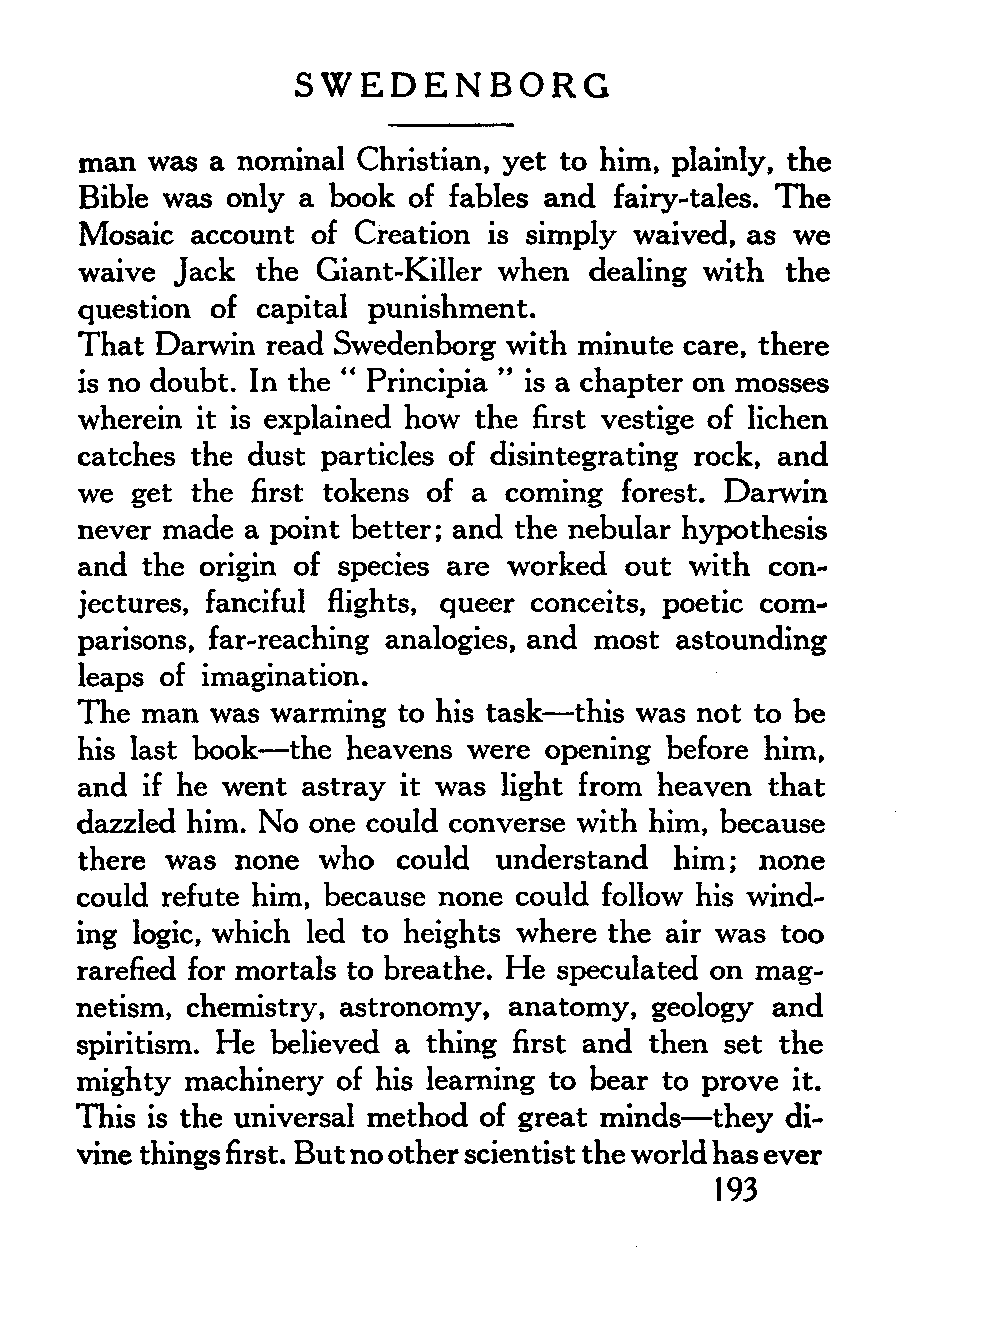 SWEDENBORG
man was a nominal Christian, yet to him, plainly, the
Bible was only a book of fables and fairy-tales. The
Mosaic account of Creation is simply waived, as we
waive Jack the Giant-Killer when dealing with the
question of capital punishment.
That Darwin read Swedenborg with minute care, there
is no doubt. In the “ Principia ” is a chapter on mosses
wherein it is explained how the first vestige of lichen
catches the dust particles of disintegrating rock, and
we get the first tokens of a coming forest. Darwin
never made a point better; and the nebular hypothesis
and the origin of species are worked out with con-
jectures, fanciful flights, queer conceits, poetic com-
parisons, far-reaching analogies, and most astounding
leaps of imagination.
The man was warming to his task—this was not to be
his last book—the heavens were opening before him,
and if he went astray it was light from heaven that
dazzled him. No one could converse with him, because
there was none who could understand him; none
could refute him, because none could follow his wind-
ing logic, which led to heights where the air was too
rarefied for mortals to breathe. He speculated on mag-
netism, chemistry, astronomy, anatomy, geology and
spiritism. He believed a thing first and then set the
mighty machinery of his learning to bear to prove it.
This is the universal method of great minds—they di-
vine things first. But no other scientist the world has ever
193